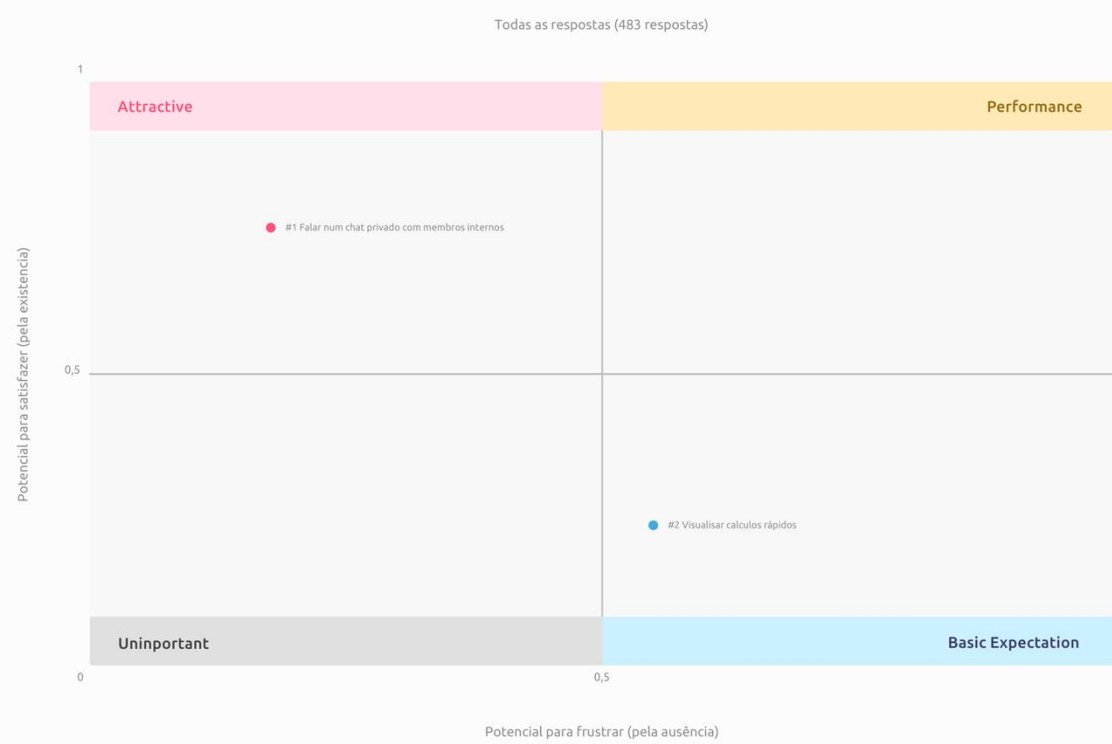 Todas as respostas (483 respostas)
1
Attractive
Performance
#1 Falar num chat privado com membros internos
Potencial para satisfazer (pela existencia)
0,5
#2 Visualisar calculos rápidos
Uninportant
Basic Expectation
0
0,5
Potencial para frustrar (pela ausência)